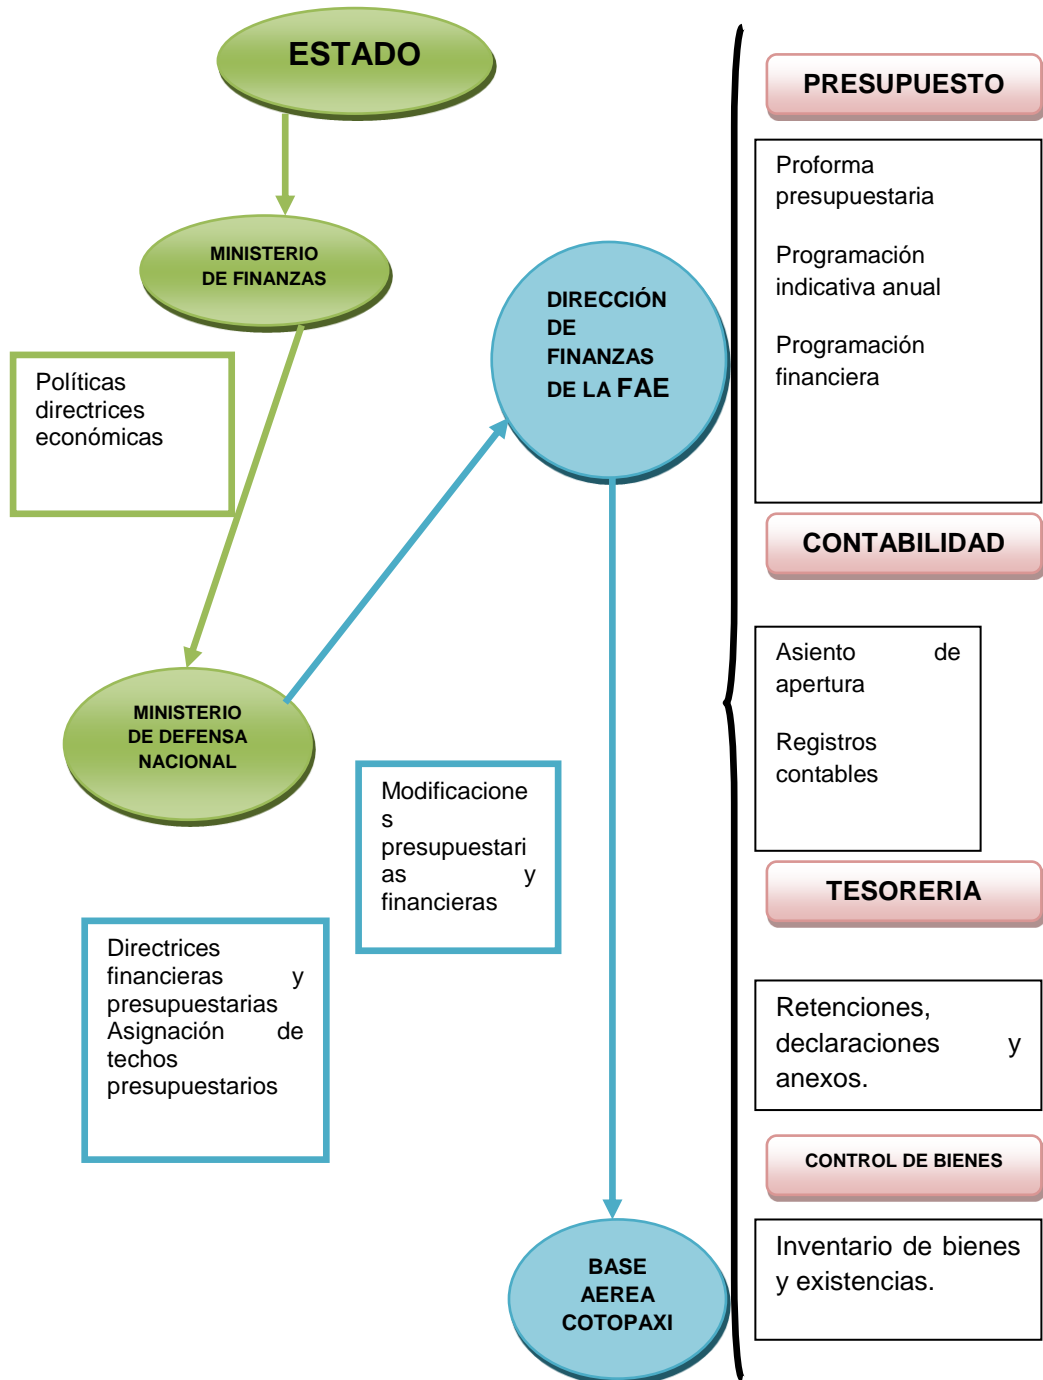 ESTADO
MINISTERIO
DE FINANZAS
Políticas
directrices
económicas
MINISTERIO
DE DEFENSA
NACIONAL
Directrices
financieras y
presupuestarias
Asignación de
techos
presupuestarios
DIRECCIÓN
DE
FINANZAS
DE LA FAE
Modificacione
s
presupuestari
as y
financieras
BASE
AEREA
COTOPAXI
PRESUPUESTO
Proforma
presupuestaria
Programación
indicativa anual
Programación
financiera
CONTABILIDAD
Asiento de
apertura
Registros
contables
TESORERIA
Retenciones,
declaraciones y
anexos.
CONTROL DE BIENES
Inventario de bienes
y existencias.